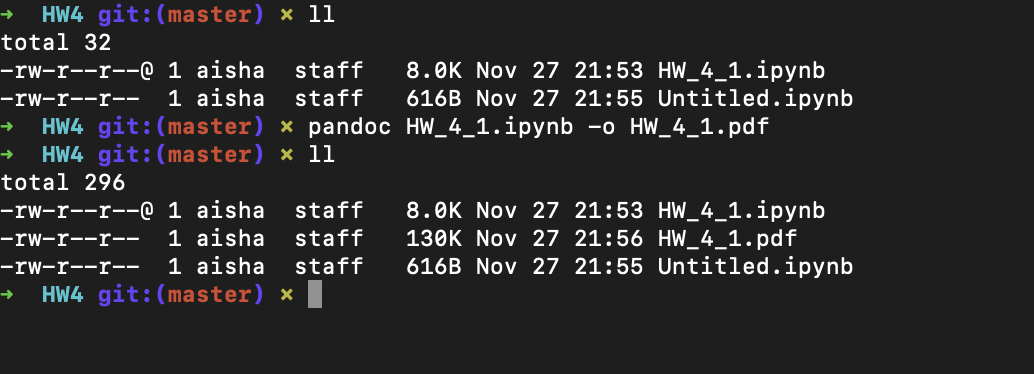 ➜  HW4 git:(master) × ll
total 32
-rw-r--r--@ 1 aisha  staff   8.0K Nov 27 21:53 HW_4_1.ipynb
-rw-r--r--  1 aisha  staff   616B Nov 27 21:55 Untitled.ipynb
➜  HW4 git:(master) × pandoc HW_4_1.ipynb -o HW_4_1.pdf
➜  HW4 git:(master) × ll
total 296
-rw-r--r--@ 1 aisha  staff   8.0K Nov 27 21:53 HW_4_1.ipynb
-rw-r--r--  1 aisha  staff   130K Nov 27 21:56 HW_4_1.pdf
-rw-r--r--  1 aisha  staff   616B Nov 27 21:55 Untitled.ipynb
➜  HW4 git:(master) ×